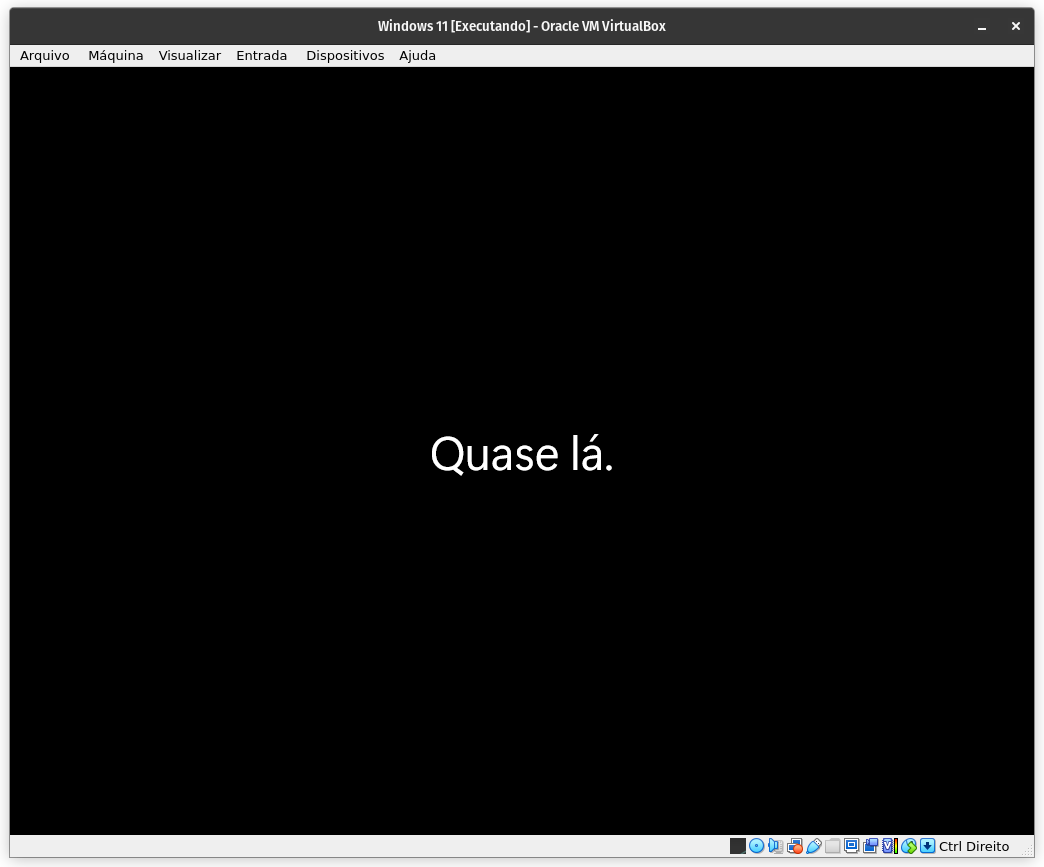 Windows 11 [Executando] - Oracle VM VirtualBox
Arquivo Máquina Visualizar Entrada Dispositivos Ajuda
Quase lá.
Ctrl Direito